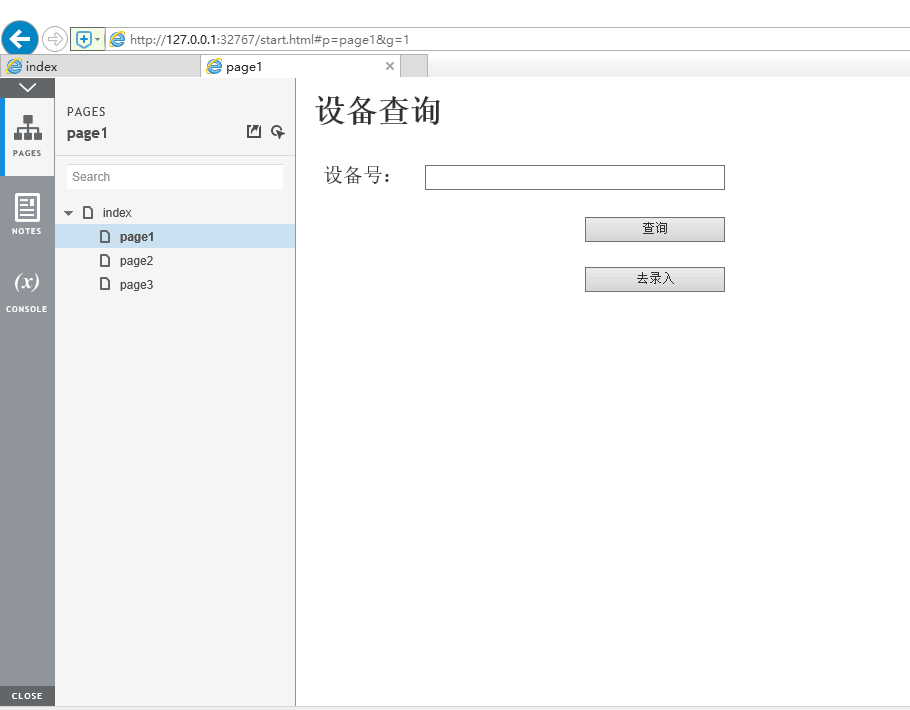 http://127.0.0.1:32767/start.html#p=page1&g=1
index
page1
PAGES
NOTES
(x)
CONSOLE
CLOSE
PAGES
page1
Search
index
page1
page2
page3
设备查询
设备号：
查询
去录入